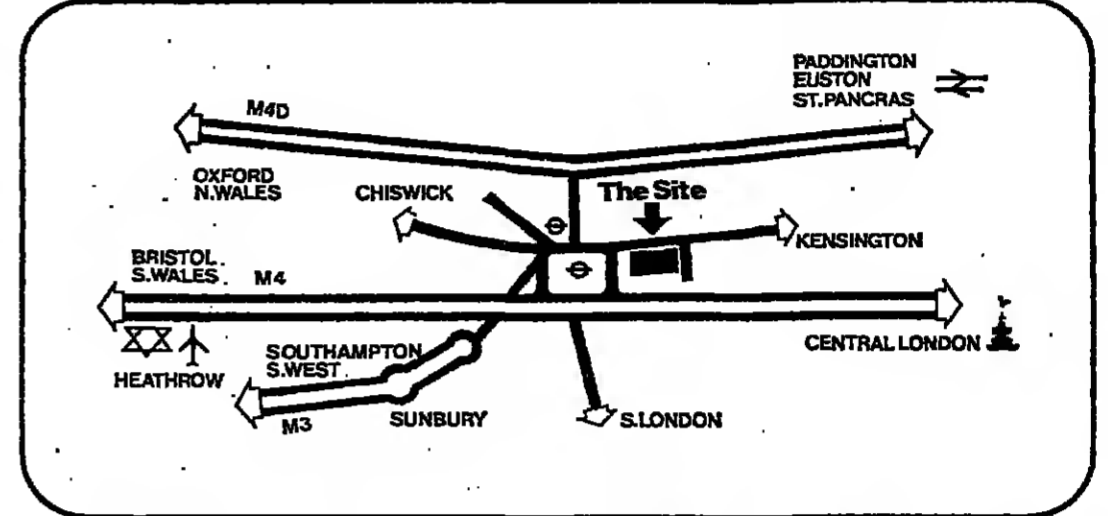 PADDINGTON
EUSTON
ST.PANCRAS
M4D
OXFORD
N.WALES
CHISWICK
The Site
KENSINGTON
BRISTOL.
S.WALES. M4
CENTRAL LONDON
HEATHROW
SOUTHAMPTON
S.WEST
SUNBURY
M3
S.LONDON